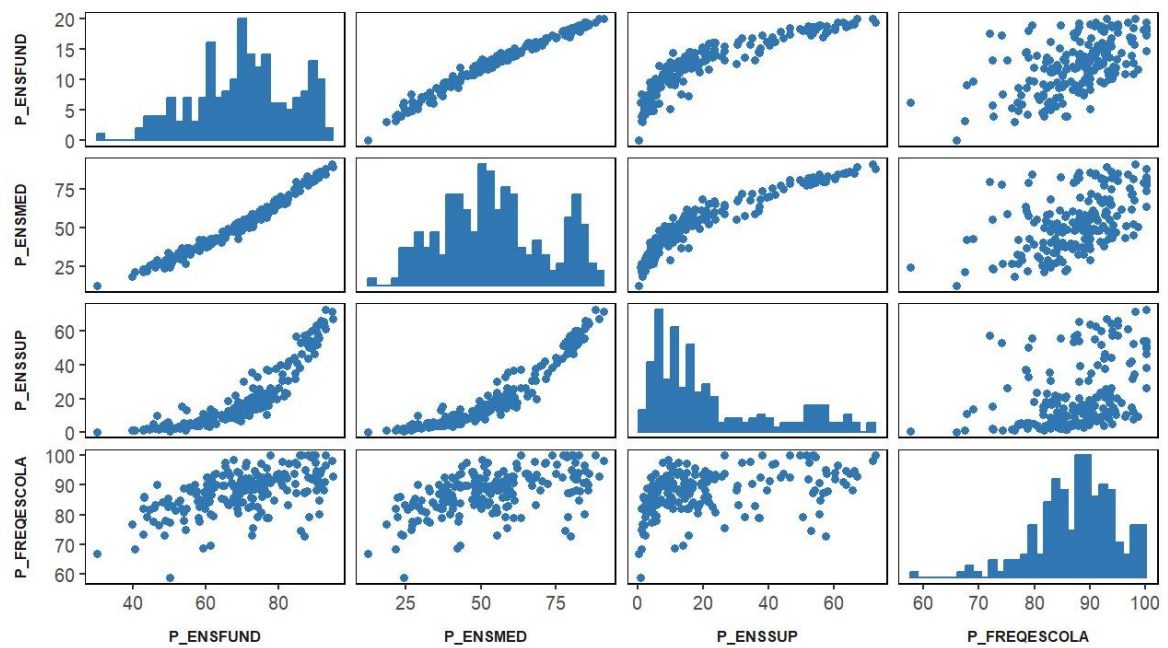 P_ENSFUND
20
15
10
5
0
P_ENSMED
75
50
25
P_ENSSUP
60
40
20
0
P_FREQESCOLA
100
90
80
70
60
40 60 80 25 50 75 0 20 40 60 60 70 80 90 100
P_ENSFUND P_ENSMED P_ENSSUP P_FREQESCOLA